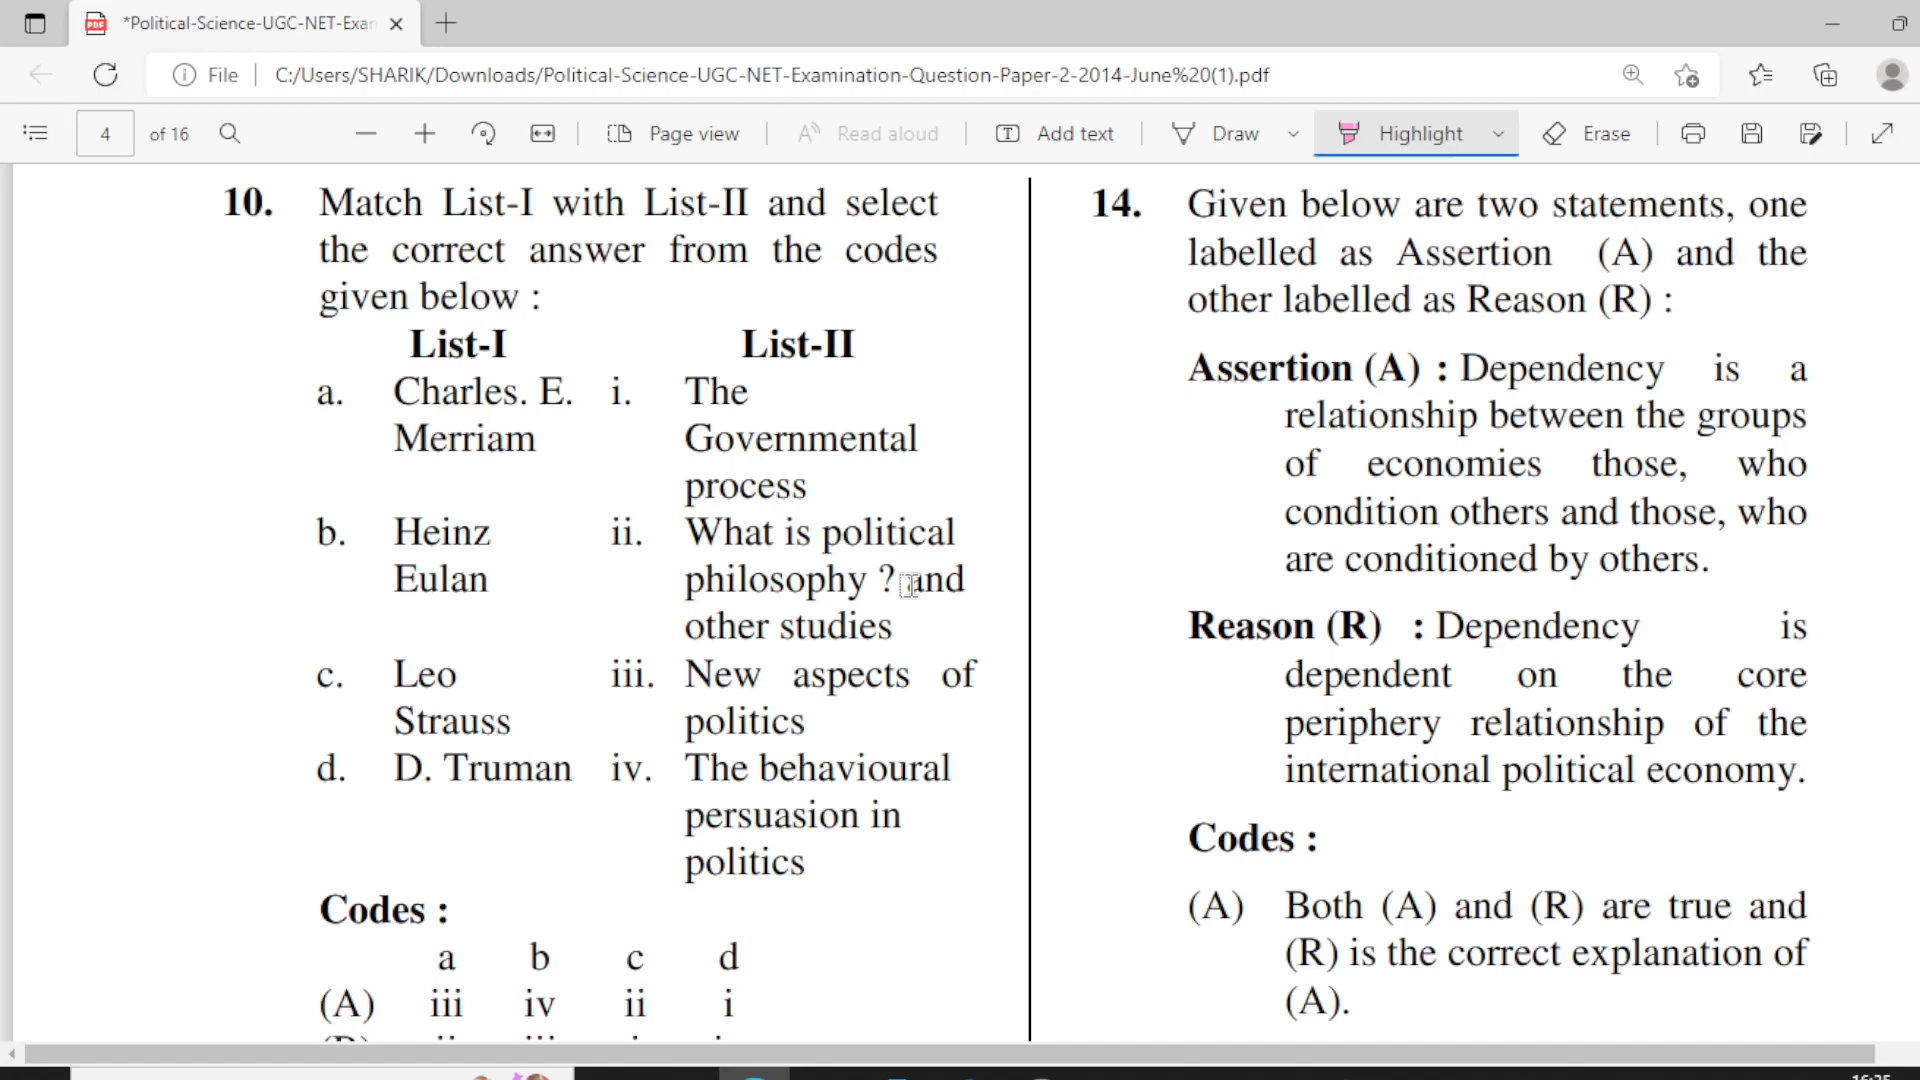 *Political-Science-UGC-NET-Exan
File
C:/Users/SHARIK/Downloads/Political-Science-UGC-NET-Examination-Question-Paper-2-2014-June%20(1).pdf
4 of 16
Page view
Read aloud
Add text
Draw
Highlight
Erase
10. Match List-I with List-II and select
the correct answer from the codes
given below :
List-I List-II
a. Charles. E. i. The
Merriam Governmental
process
b. Heinz ii. What is political
Eulan philosophy ? and
other studies
c. Leo iii. New aspects of
Strauss politics
d. D. Truman iv. The behavioural
persuasion in
politics
Codes :
a b c d
(A) iii iv ii i
14. Given below are two statements, one
labelled as Assertion (A) and the
other labelled as Reason (R) :
Assertion (A) : Dependency is a
relationship between the groups
of economies those, who
condition others and those, who
are conditioned by others.
Reason (R) : Dependency is
dependent on the core
periphery relationship of the
international political economy.
Codes :
(A) Both (A) and (R) are true and
(R) is the correct explanation of
(A).